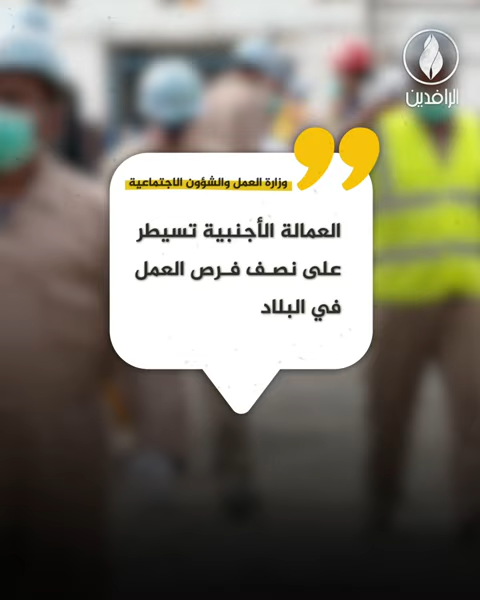 الرافدين
وزارة العمل والشؤون الاجتماعية
العمالة الأجنبية تسيطر
على نصف فرص العمل
في البلاد